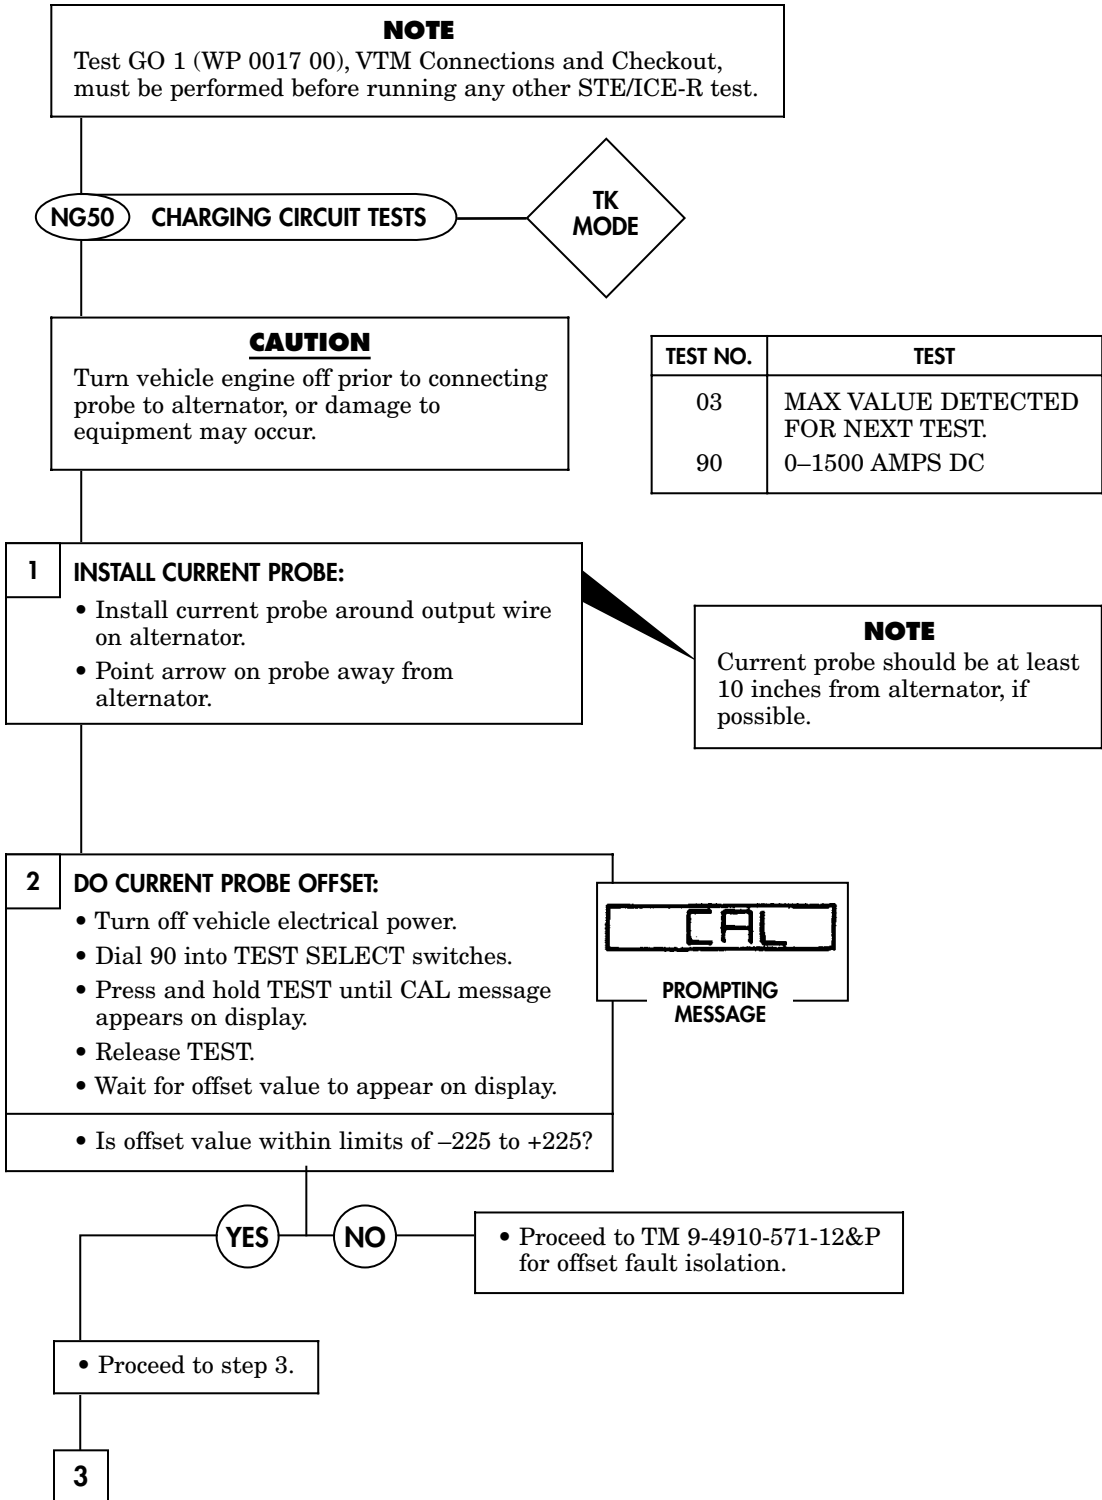 NOTE
Test GO 1 (WP 0017 00), VTM Connections and Checkout,
must be performed before running any other STE/ICE-R test.
NG50 CHARGING CIRCUIT TESTS
TK
MODE
CAUTION
Turn vehicle engine off prior to connecting
probe to alternator, or damage to
equipment may occur.
TEST NO. TEST
03 MAX VALUE DETECTED
FOR NEXT TEST.
90 0–1500 AMPS DC
1 INSTALL CURRENT PROBE:
• Install current probe around output wire
on alternator.
• Point arrow on probe away from
alternator.
NOTE
Current probe should be at least
10 inches from alternator, if
possible.
2 DO CURRENT PROBE OFFSET:
• Turn off vehicle electrical power.
• Dial 90 into TEST SELECT switches.
• Press and hold TEST until CAL message
appears on display.
• Release TEST.
• Wait for offset value to appear on display.
• Is offset value within limits of –225 to +225?
CAL
PROMPTING
MESSAGE
YES NO
• Proceed to TM 9-4910-571-12&P
for offset fault isolation.
• Proceed to step 3.
3